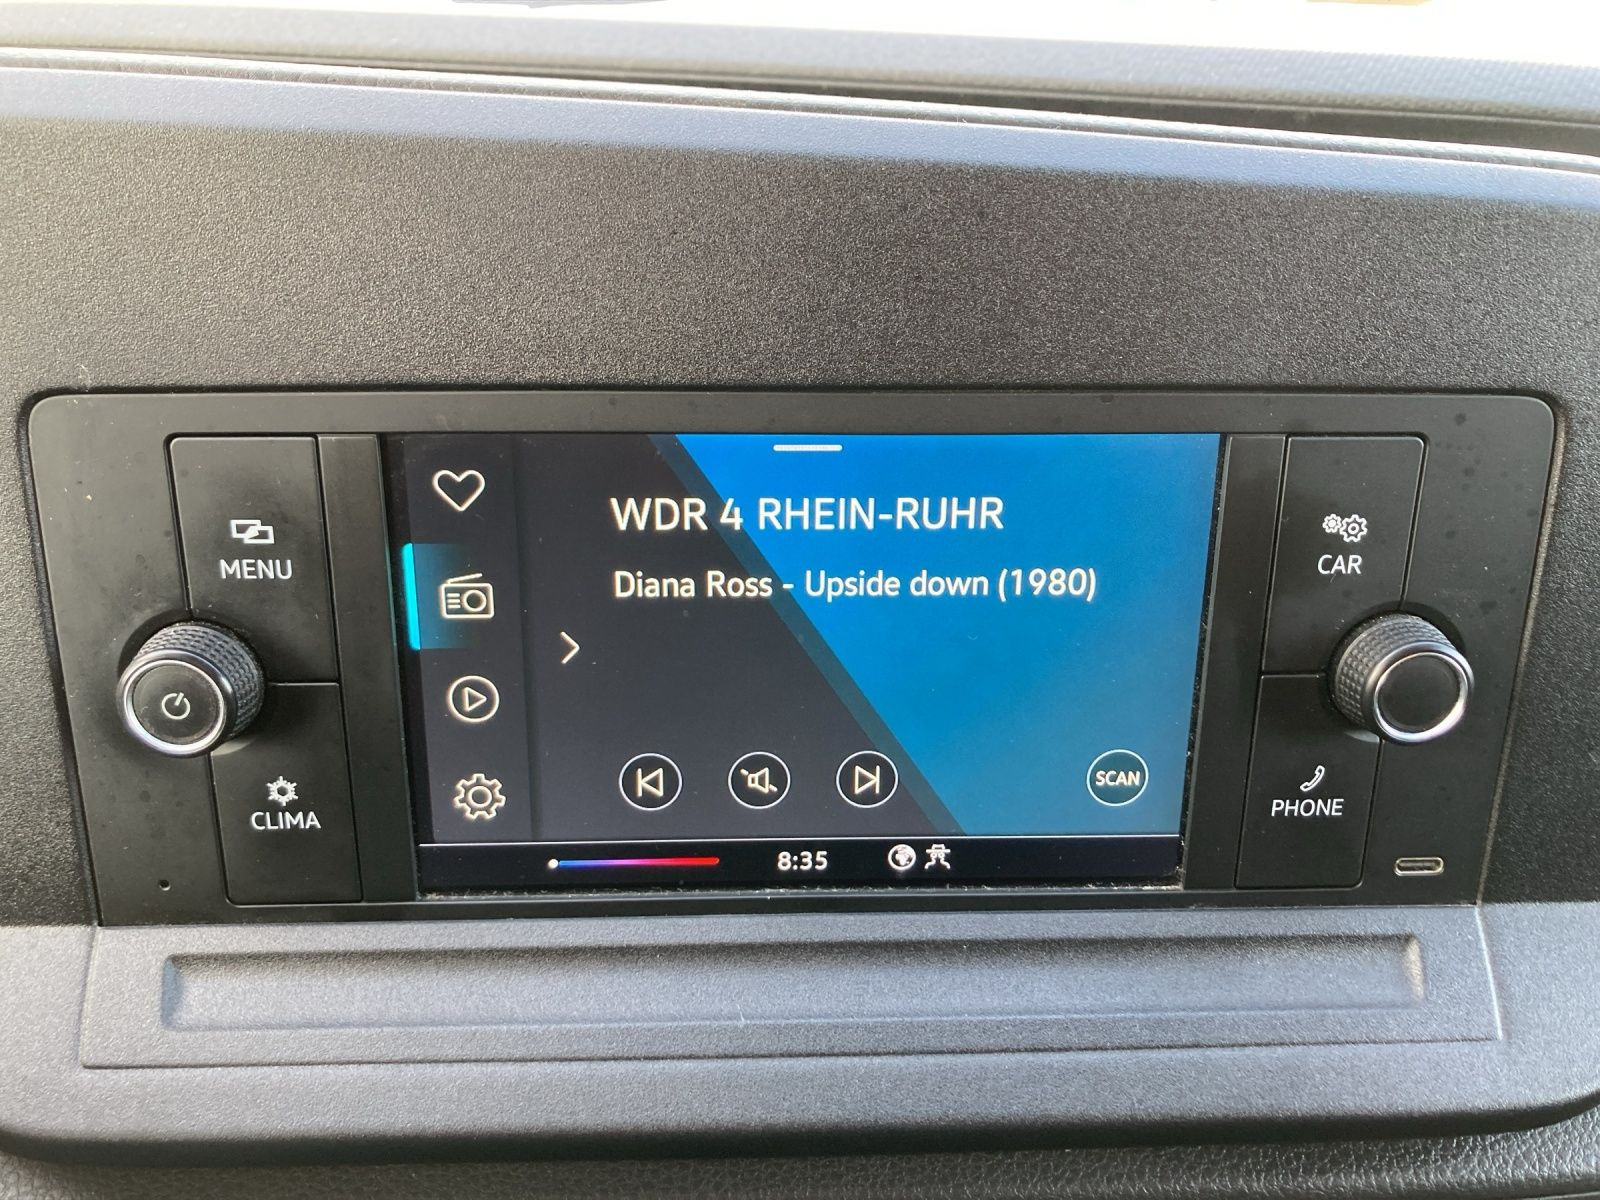 WDR 4 RHEIN-RUHR
Diana Ross - Upside down (1980)
MENU
CAR
CLIMA
PHONE
SCAN
8:35